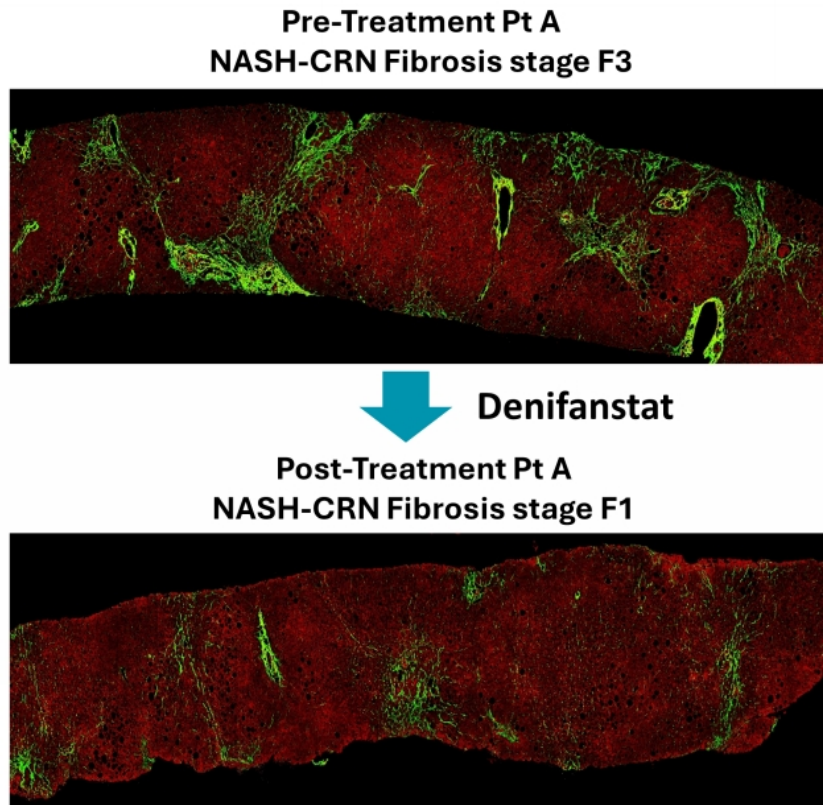 Pre-Treatment Pt A
NASH-CRN Fibrosis stage F3
Denifanstat
Post-Treatment Pt A
NASH-CRN Fibrosis stage F1